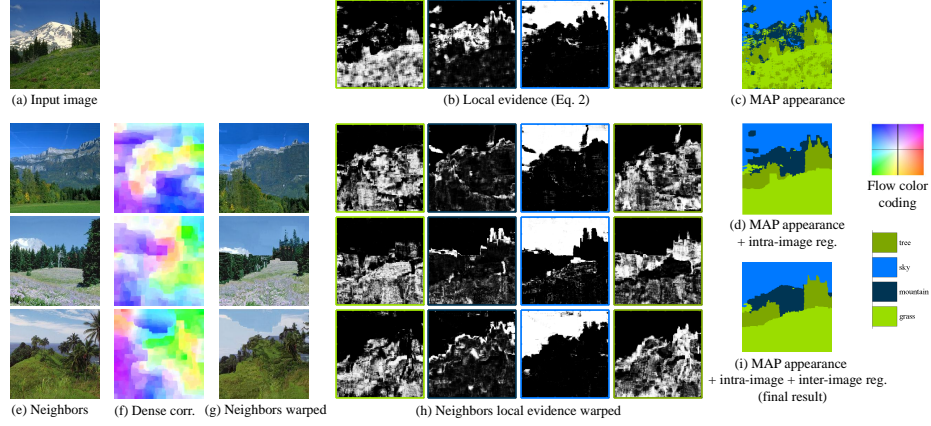 (a) Input image
(b) Local evidence (Eq. 2)
(c) MAP appearance
Flow color
coding
(d) MAP appearance
+ intra-image reg.
tree
sky
mountain
grass
(i) MAP appearance
+ intra-image + inter-image reg.
(final result)
(e) Neighbors
(f) Dense corr.
(g) Neighbors warped
(h) Neighbors local evidence warped